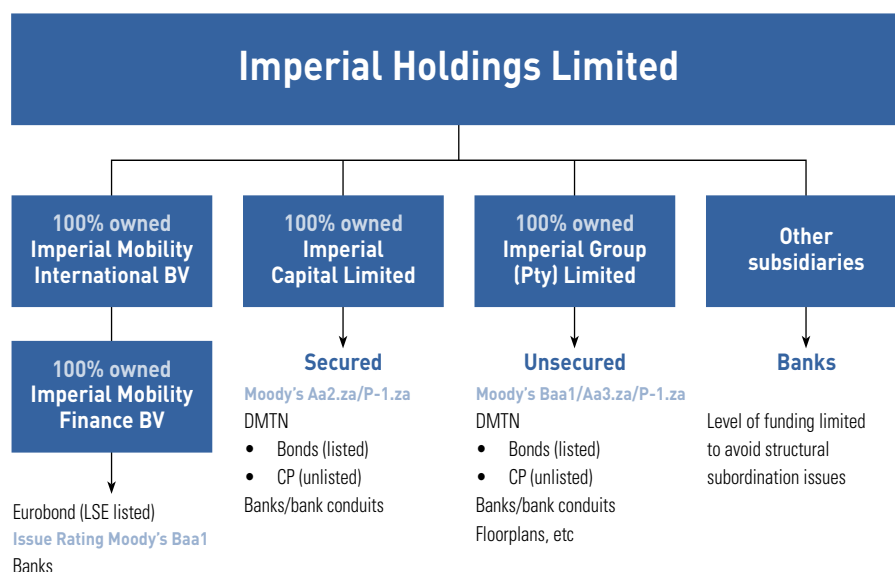 Imperial Holdings Limited
100% owned
Imperial Mobility
International BV
100% owned
Imperial Mobility
Finance BV
Eurobond (LSE listed)
Issue Rating Moody's Baa1
Banks
100% owned
Imperial
Capital Limited
Secured
Moody's Aa2.za/P-1.za
DMTN
• Bonds (listed)
• CP (unlisted)
Banks/bank conduits
100% owned
Imperial Group
(Pty) Limited
Unsecured
Moody's Baa1/Aa3.za/P-1.za
DMTN
• Bonds (listed)
• CP (unlisted)
Banks/bank conduits
Floorplans, etc
Other
subsidiaries
Banks
Level of funding limited
to avoid structural
subordination issues